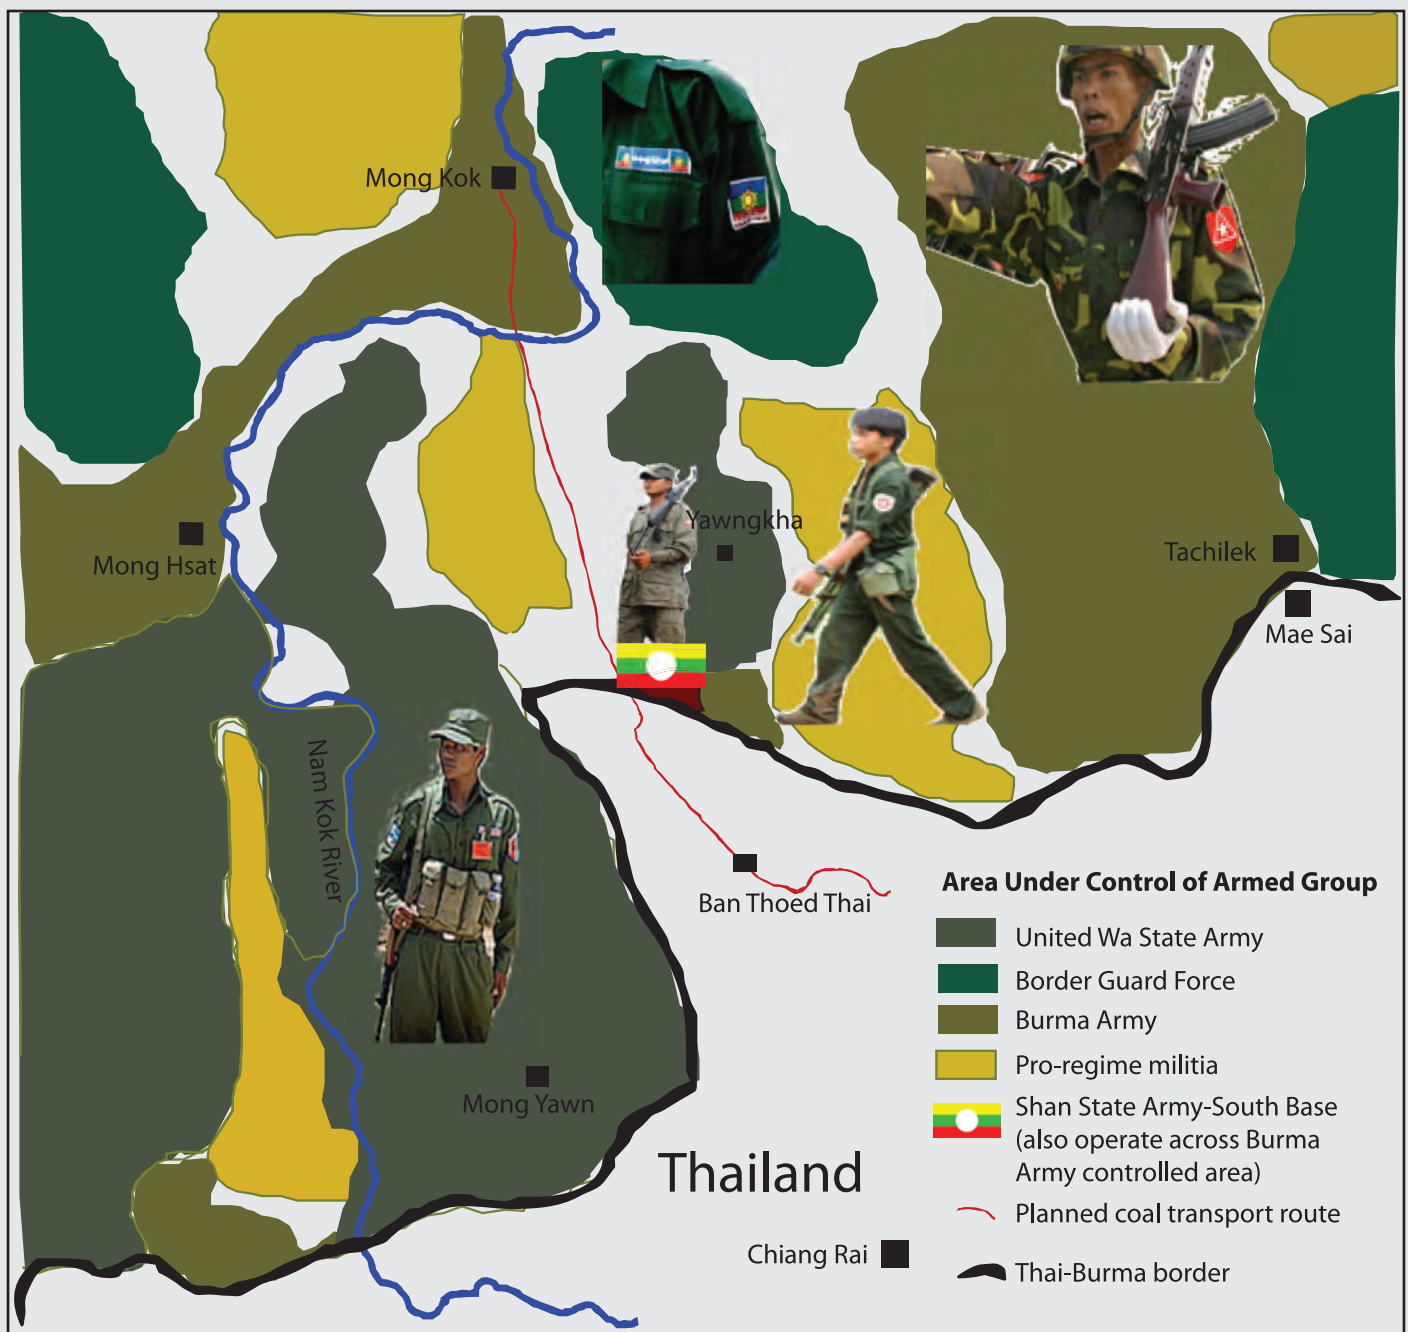 Mong Kok
Yawngkha
Mong Hsat
Tachilek
Mae Sai
Nam Kok River
Ban Thoed Thai
Mong Yawn
Thailand
Chiang Rai
Area Under Control of Armed Group
United Wa State Army
Border Guard Force
Burma Army
Pro-regime militia
Shan State Army-South Base
(also operate across Burma
Army controlled area)
Planned coal transport route
Thai-Burma border